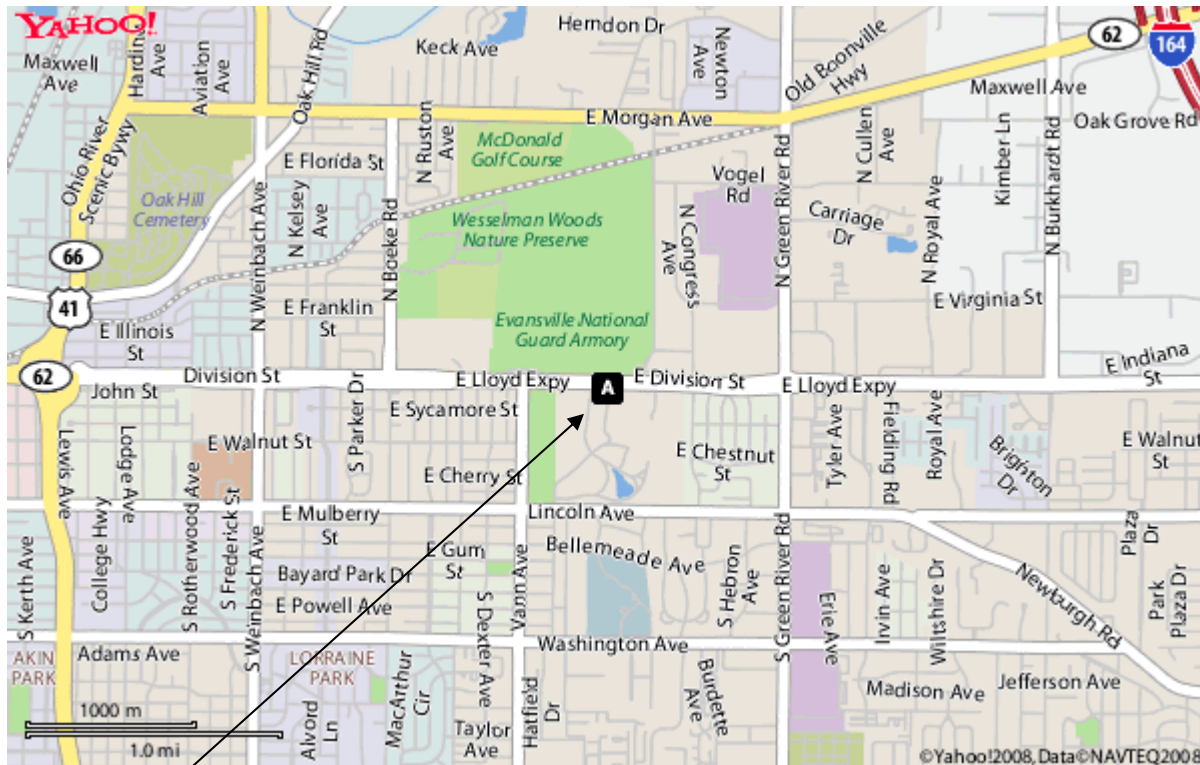 YAHOO!
Maxwell
Ave
Harding
Ave
Aviation
Ave
Oak Hill Rd
Keck Ave
Herndon Dr
Newton
Ave
Old Boonville
Hwy
62
164
Maxwell Ave
Oak Grove Rd
Ohio River
Scenic Bywy
E Morgan Ave
N Ruston
Ave
McDonald
Golf Course
E Florida St
N Cullen
Ave
Kimber Ln
N Burkhardt Rd
Oak Hill
Cemetery
N Weinbach Ave
N Kelsey
Ave
N Boeke Rd
Wesselman Woods
Nature Preserve
Vogel
Rd
N Congress
Ave
N Green River Rd
Carriage
Dr
N Royal Ave
66
41
E Illinois
St
E Franklin
St
Evansville National
Guard Armory
E Virginia St
62
John St
Division St
E Lloyd Expy
A
E Division St
E Lloyd Expy
E Indiana
St
S Parker Dr
E Sycamore St
E Walnut St
E Cherry St
E Chestnut
St
Tyler Ave
Fielding Rd
Royal Ave
Brighton
Dr
E Walnut
St
Lewis Ave
Lodge Ave
College Hwy
S Rotherwood Ave
S Frederick St
E Mulberry
St
Lincoln Ave
Plaza
Dr
S Kerth Ave
S Weinbach Ave
E Gum
St
Bayard Park Dr
E Powell Ave
S Dexter Ave
Vann Ave
Bellemeade Ave
S Hebron
Ave
S Green River Rd
Erie Ave
Irvin Ave
Wiltshire Dr
Newburgh Rd
Park
Plaza Dr
AKIN
PARK
Adams Ave
LORRAINE
PARK
MacArthur
Cir
Washington Ave
Burdette
Ave
Madison Ave
Jefferson Ave
1000 m
1.0 mi
Alvord
Ln
Taylor
Ave
Hatfield
Dr
©Yahoo!2008, Data©NAVTEQ2008